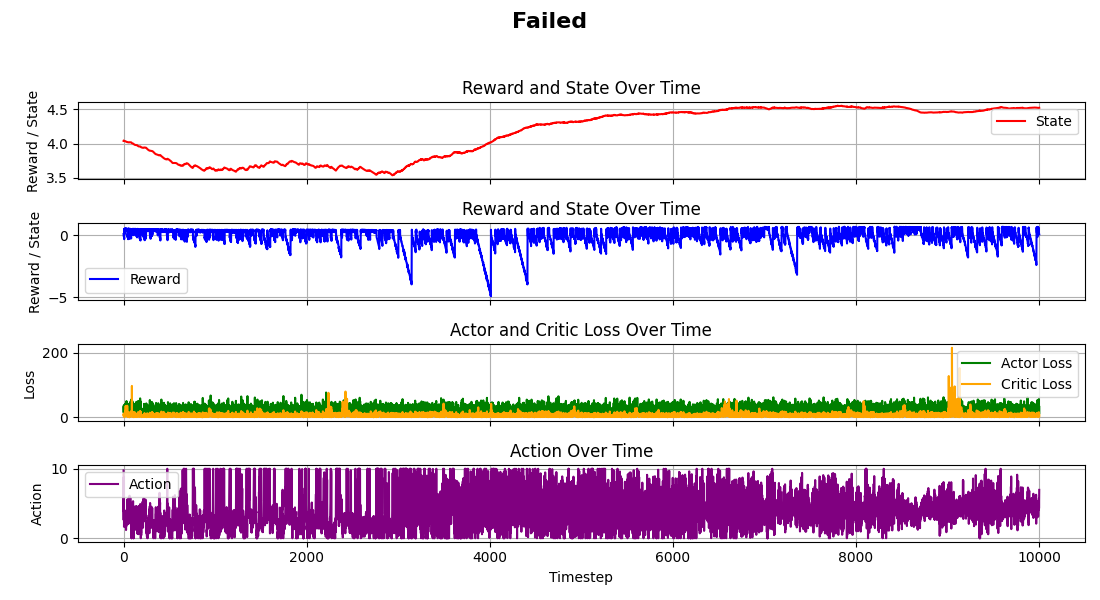 Failed
Reward and State Over Time
Reward / State
4.5
4.0
3.5
State
Reward and State Over Time
Reward / State
0
−5
Reward
Actor and Critic Loss Over Time
Loss
200
0
Actor Loss
Critic Loss
Action Over Time
Action
10
0
Action
0 2000 4000 6000 8000 10000
Timestep